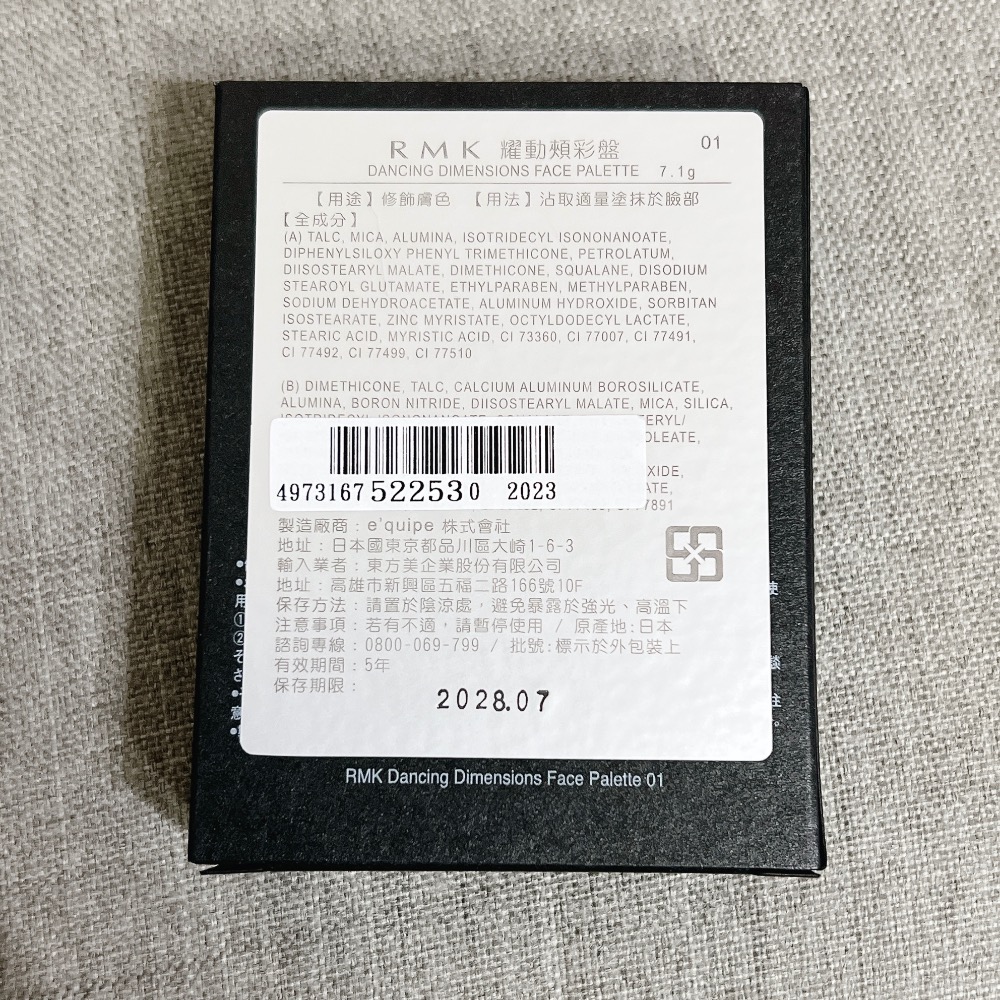 RMK 耀動頰彩盤 01
DANCING DIMENSIONS FACE PALETTE 7.1g
【用途】修飾膚色 【用法】沾取適量塗抹於臉部
【全成分】
(A) TALC, MICA, ALUMINA, ISOTRIDECYL ISONONANOATE,
DIPHENYLSILOXY PHENYL TRIMETHICONE, PETROLATUM,
DIISOSTEARYL MALATE, DIMETHICONE, SQUALANE, DISODIUM
STEAROYL GLUTAMATE, ETHYLPARABEN, METHYLPARABEN,
SODIUM DEHYDROACETATE, ALUMINUM HYDROXIDE, SORBITAN
ISOSTEARATE, ZINC MYRISTATE, OCTYLDODECYL LACTATE,
STEARIC ACID, MYRISTIC ACID, CI 73360, CI 77007, CI 77491,
CI 77492, CI 77499, CI 77510
(B) DIMETHICONE, TALC, CALCIUM ALUMINUM BOROSILICATE,
ALUMINA, BORON NITRIDE, DIISOSTEARYL MALATE, MICA, SILICA,
ERYL/
OLEATE,
XIDE,
ATE,
7891
4973167 522530 2023
製造廠商：e'quipe 株式會社
地址：日本國東京都品川區大崎1-6-3
輸入業者：東方美企業股份有限公司
地址：高雄市新興區五福二路166號10F
保存方法：請置於陰涼處，避免暴露於強光、高溫下
注意事項：若有不適，請暫停使用 / 原產地:日本
諮詢專線：0800-069-799 / 批號:標示於外包裝上
有效期間：5年
保存期限：
2028.07
RMK Dancing Dimensions Face Palette 01